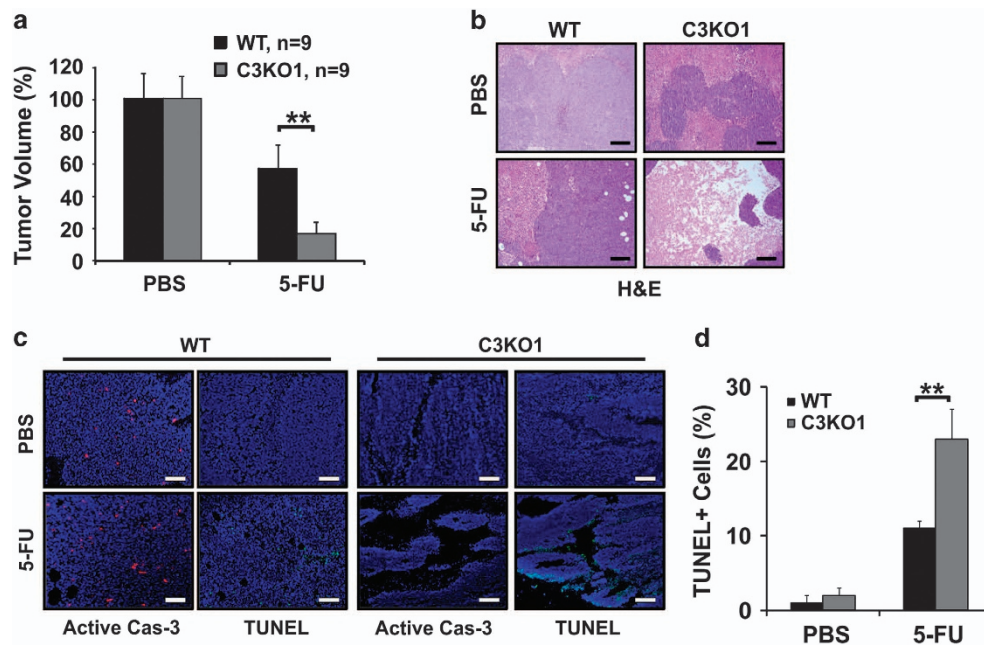 a
WT, n=9
C3KO1, n=9
Tumor Volume (%)
120
100
80
60
40
20
0
**
PBS
5-FU
b
WT
C3KO1
PBS
5-FU
H&E
c
WT
C3KO1
PBS
5-FU
Active Cas-3
TUNEL
Active Cas-3
TUNEL
d
WT
C3KO1
TUNEL+ Cells (%)
30
20
10
0
**
PBS
5-FU